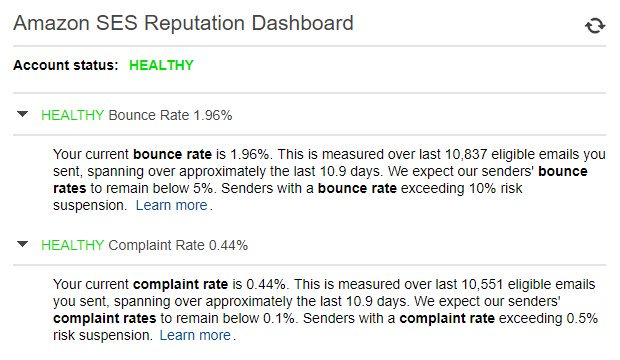 Amazon SES Reputation Dashboard
Account status: HEALTHY
HEALTHY Bounce Rate 1.96%
Your current bounce rate is 1.96%. This is measured over last 10,837 eligible emails you
sent, spanning over approximately the last 10.9 days. We expect our senders' bounce
rates to remain below 5%. Senders with a bounce rate exceeding 10% risk
suspension. Learn more.
HEALTHY Complaint Rate 0.44%
Your current complaint rate is 0.44%. This is measured over last 10,551 eligible emails
you sent, spanning over approximately the last 10.9 days. We expect our senders'
complaint rates to remain below 0.1%. Senders with a complaint rate exceeding 0.5%
risk suspension. Learn more.